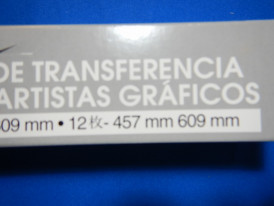 DE TRANSFERENCIA
ARTISTAS GRÁFICOS
609 mm • 12枚- 457 mm 609 mm